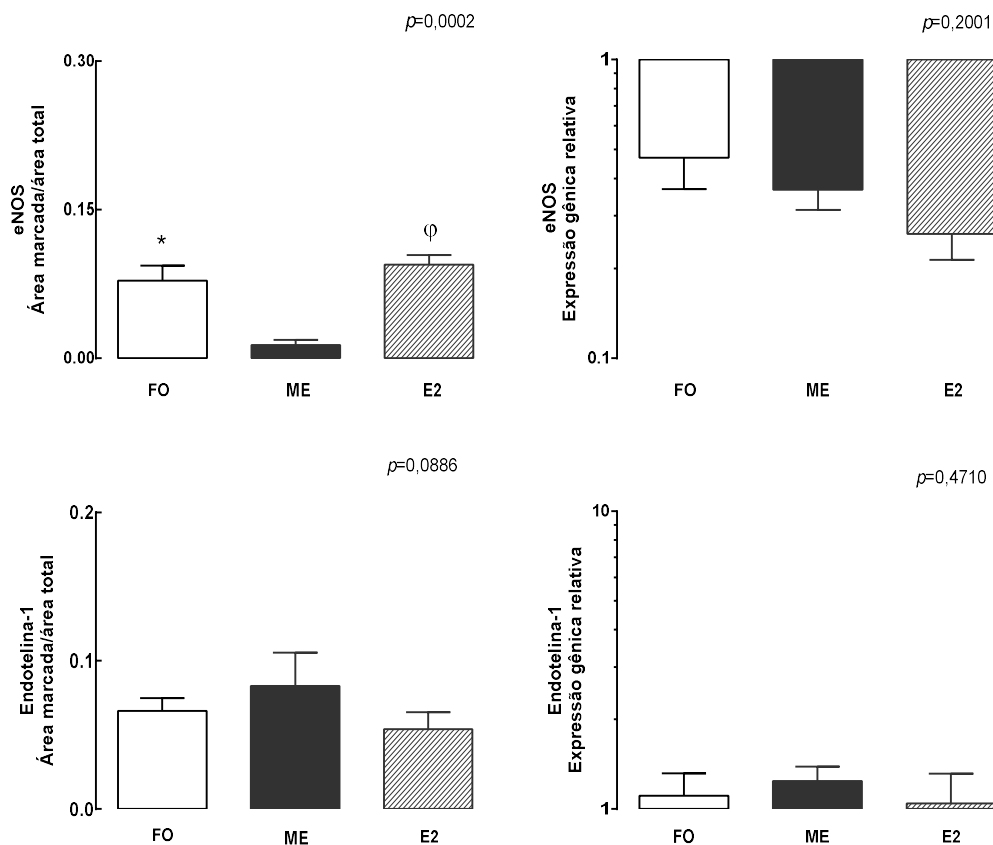 p=0,0002
0.30
0.15
0.00
eNOS
Área marcada/área total
*
φ
FO ME E2
p=0,2001
1
0.1
eNOS
Expressão gênica relativa
FO ME E2
p=0,0886
0.2
0.1
0.0
Endotelina-1
Área marcada/área total
FO ME E2
p=0,4710
10
1
Endotelina-1
Expressão gênica relativa
FO ME E2